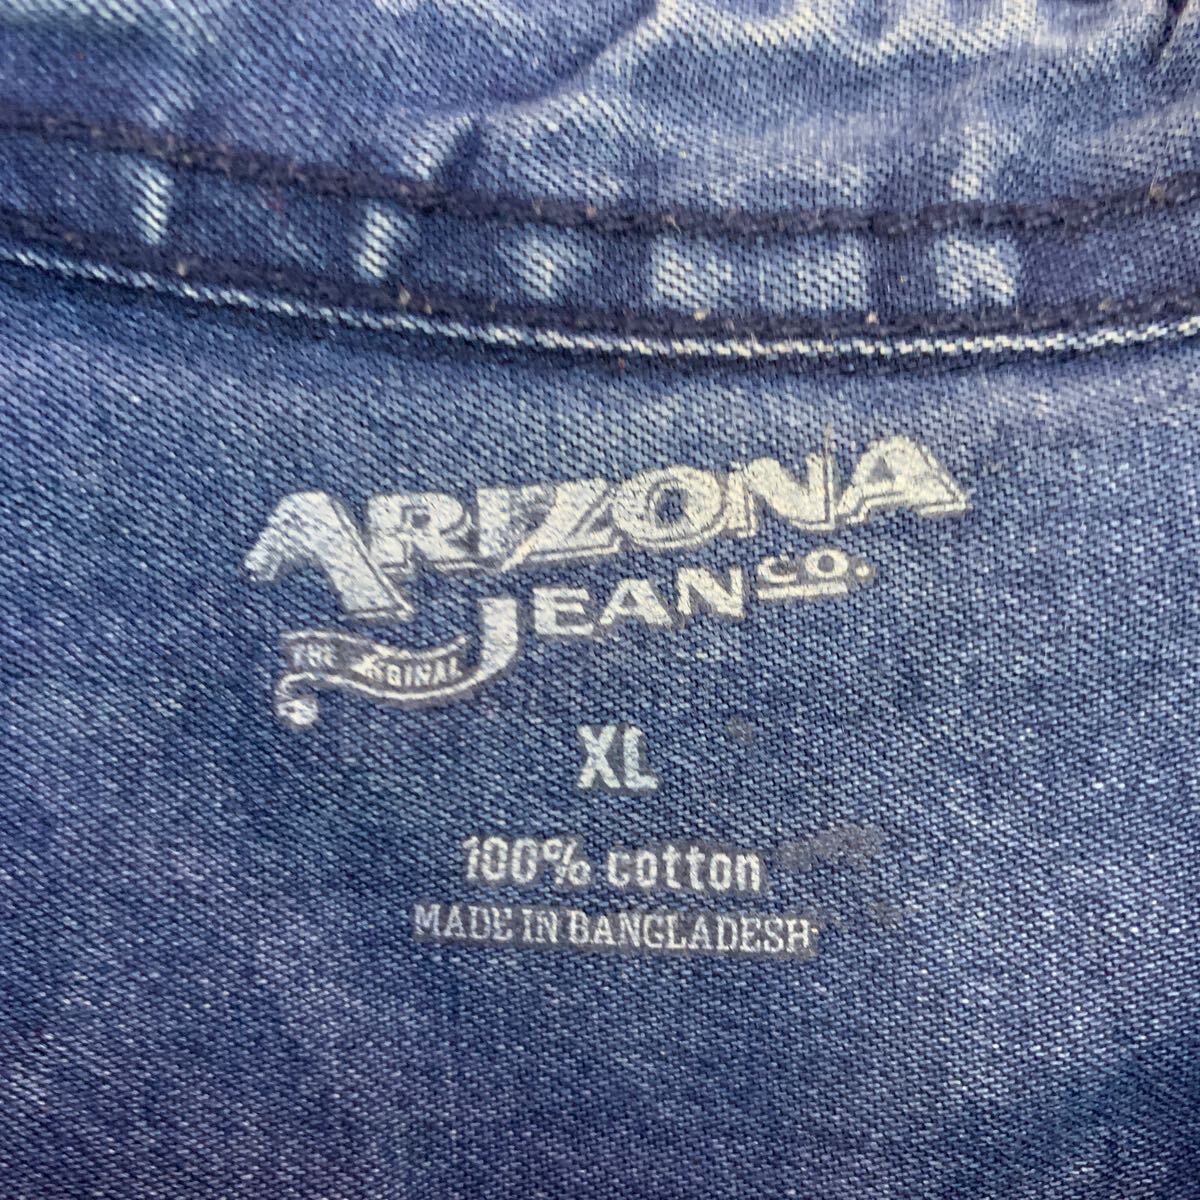 ARIZONA
JEAN CO.
THE ORIGINAL
XL
100% cotton
MADE IN BANGLADESH